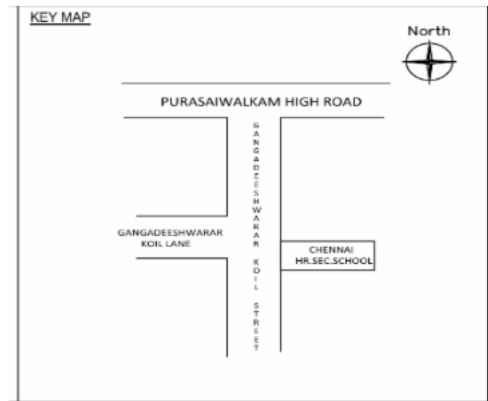 KEY MAP
North
PURASAIWALKAM HIGH ROAD
GANGADEESHWARAR KOIL STREET
GANGADEESHWARAR
KOIL LANE
CHENNAI
HR.SEC.SCHOOL